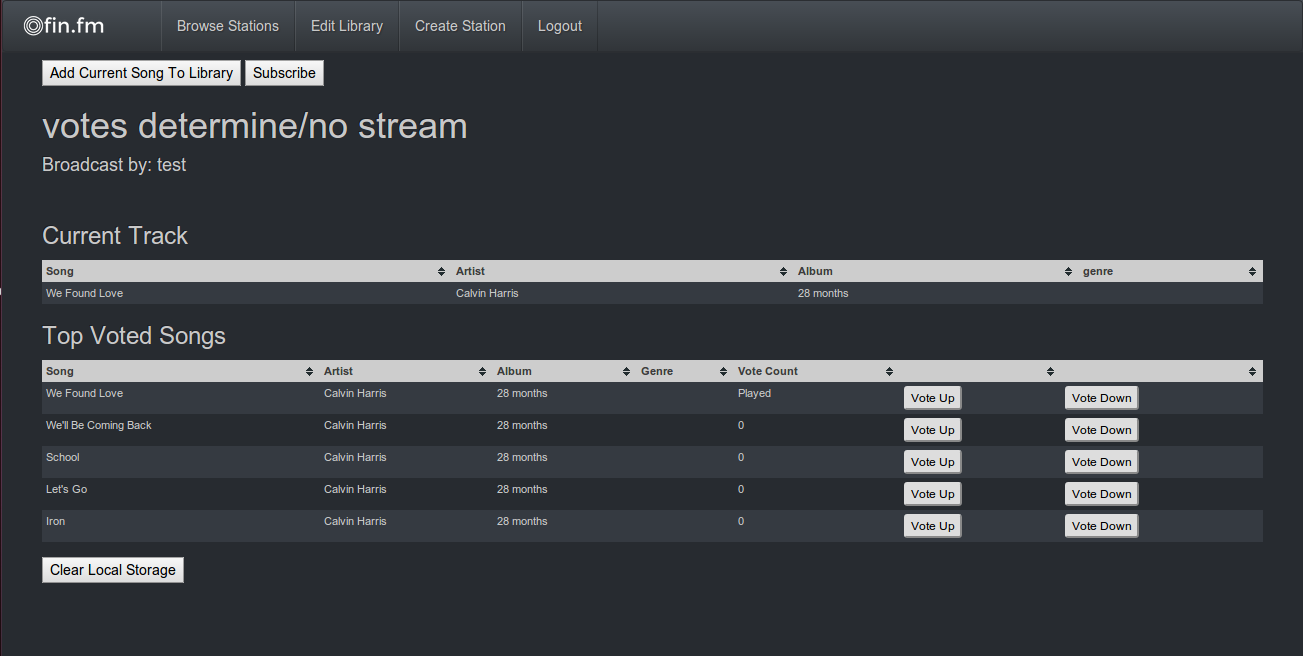 fin.fm Browse Stations Edit Library Create Station Logout
Add Current Song To Library Subscribe
votes determine/no stream
Broadcast by: test
Current Track
Song Artist Album genre
We Found Love Calvin Harris 28 months
Top Voted Songs
Song Artist Album Genre Vote Count
We Found Love Calvin Harris 28 months Played Vote Up Vote Down
We'll Be Coming Back Calvin Harris 28 months 0 Vote Up Vote Down
School Calvin Harris 28 months 0 Vote Up Vote Down
Let's Go Calvin Harris 28 months 0 Vote Up Vote Down
Iron Calvin Harris 28 months 0 Vote Up Vote Down
Clear Local Storage